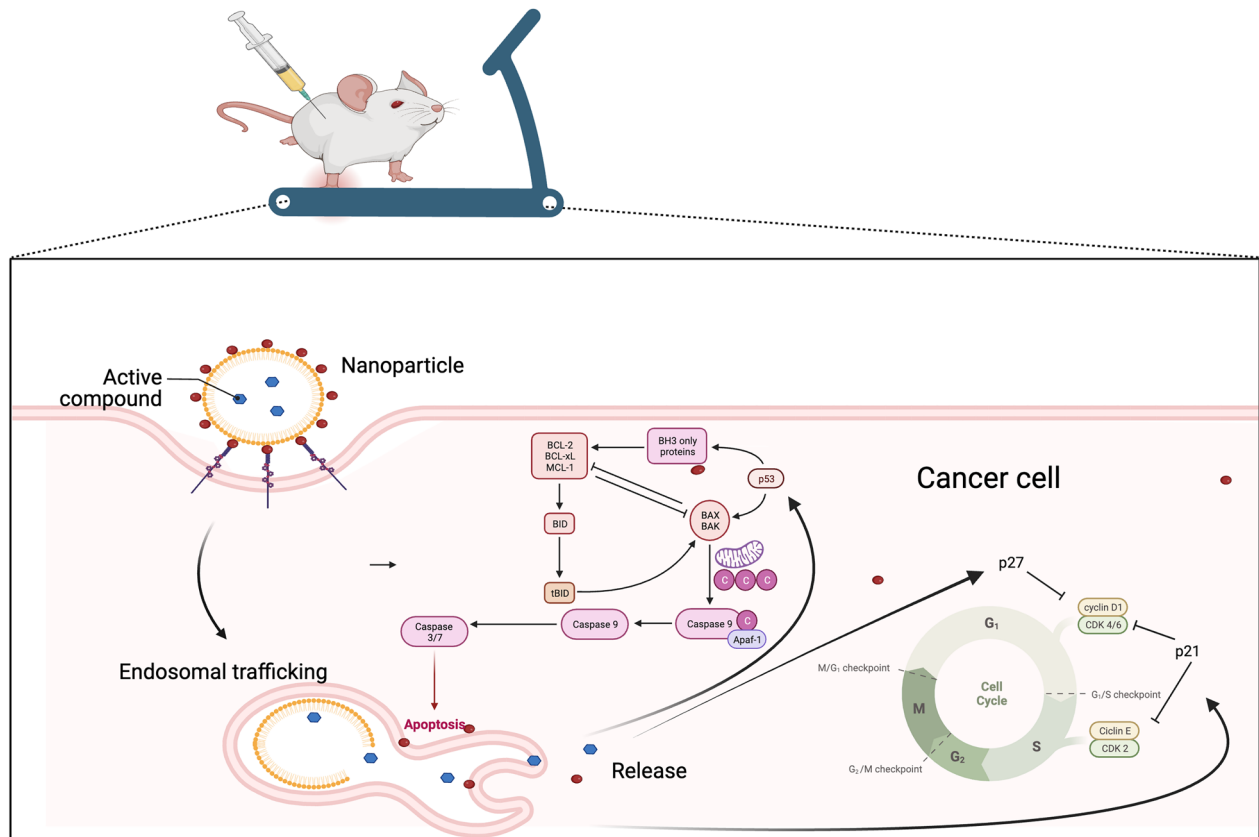 Nanoparticle
Active
compound
BCL-2
BCL-xL
MCL-1
BH3 only
proteins
p53
Cancer cell
BID
BAX
BAK
tBID
C C C
p27
Caspase
3/7
Caspase 9
Caspase 9
C
Apaf-1
cyclin D1
CDK 4/6
G₁
p21
Endosomal trafficking
M/G₁ checkpoint
Cell
Cycle
G₁/S checkpoint
M
Apoptosis
Ciclin E
CDK 2
S
G₂
G₂/M checkpoint
Release